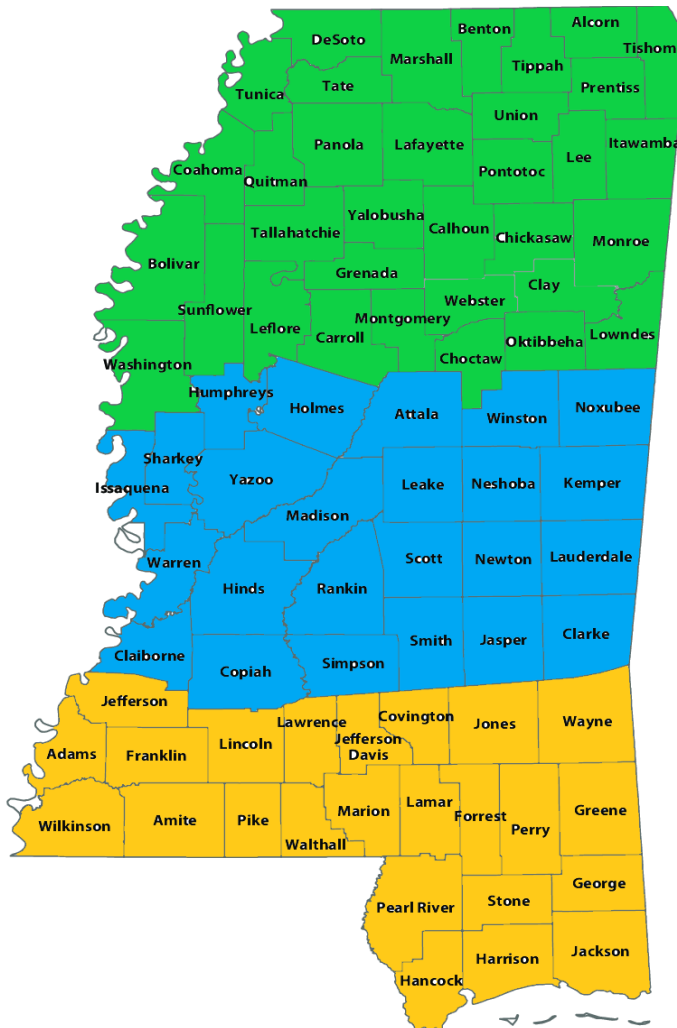 DeSoto
Benton
Alcorn
Marshall
Tishom
Tippah
Tate
Prentiss
Tunica
Union
Panola
Lafayette
Itawamba
Lee
Coahoma
Pontotoc
Quitman
Yalobusha
Tallahatchie
Calhoun
Chickasaw
Monroe
Bolivar
Grenada
Clay
Webster
Sunflower
Montgomery
Leflore
Carroll
Oktibbeha
Lowndes
Washington
Choctaw
Humphreys
Holmes
Attala
Winston
Noxubee
Sharkey
Yazoo
Leake
Neshoba
Kemper
Issaquena
Madison
Warren
Scott
Newton
Lauderdale
Hinds
Rankin
Smith
Jasper
Clarke
Claiborne
Copiah
Simpson
Jefferson
Lawrence
Covington
Jones
Wayne
Lincoln
Jefferson
Davis
Adams
Franklin
Lamar
Marion
Forrest
Greene
Wilkinson
Amite
Pike
Perry
Walthall
George
Stone
Pearl River
Jackson
Harrison
Hancock